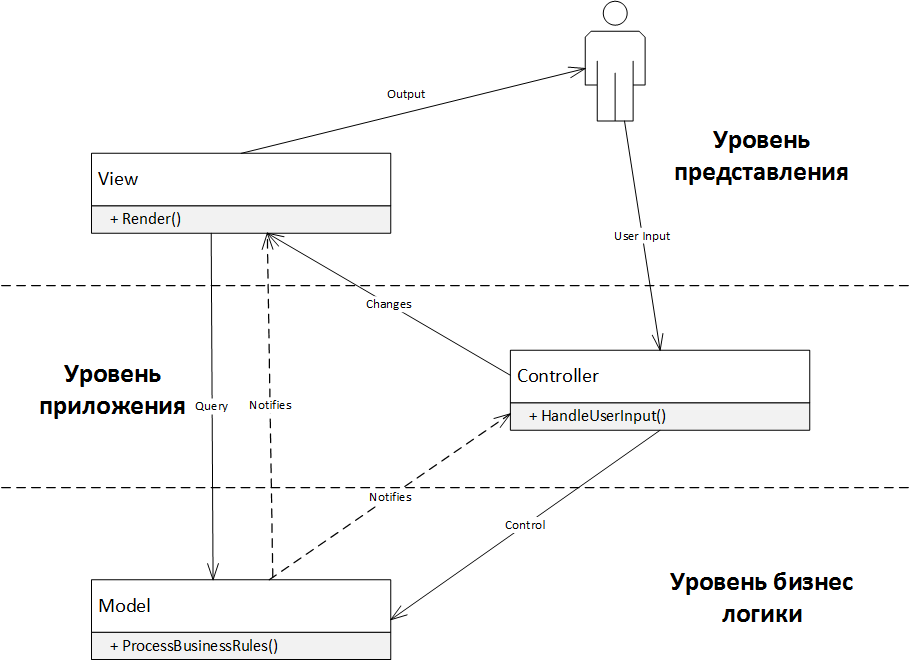 Output
Уровень
представления
View
+ Render()
User Input
Changes
Уровень
приложения
Query
Notifies
Controller
+ HandleUserInput()
Notifies
Control
Model
+ ProcessBusinessRules()
Уровень бизнес
логики